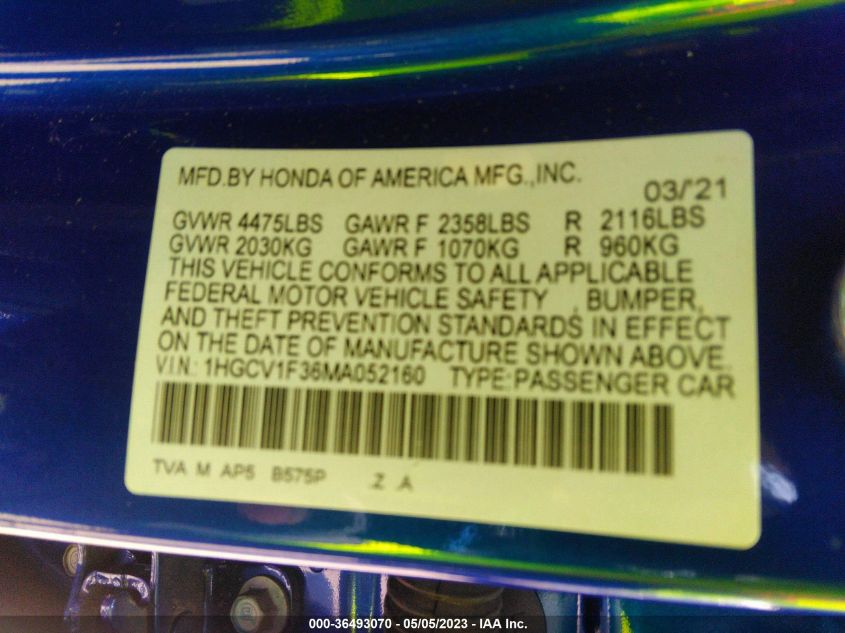 MFD.BY HONDA OF AMERICA MFG.,INC. 03/'21
GVWR 4475LBS GAWR F 2358LBS R 2116LBS
GVWR 2030KG GAWR F 1070KG R 960KG
THIS VEHICLE CONFORMS TO ALL APPLICABLE
FEDERAL MOTOR VEHICLE SAFETY , BUMPER,
AND THEFT PREVENTION STANDARDS IN EFFECT
ON THE DATE OF MANUFACTURE SHOWN ABOVE.
V.I.N.: 1HGCV1F36MA052160 TYPE:PASSENGER CAR
TVA M AP5 B575P .Z .A
000-36493070 - 05/05/2023 - IAA Inc.